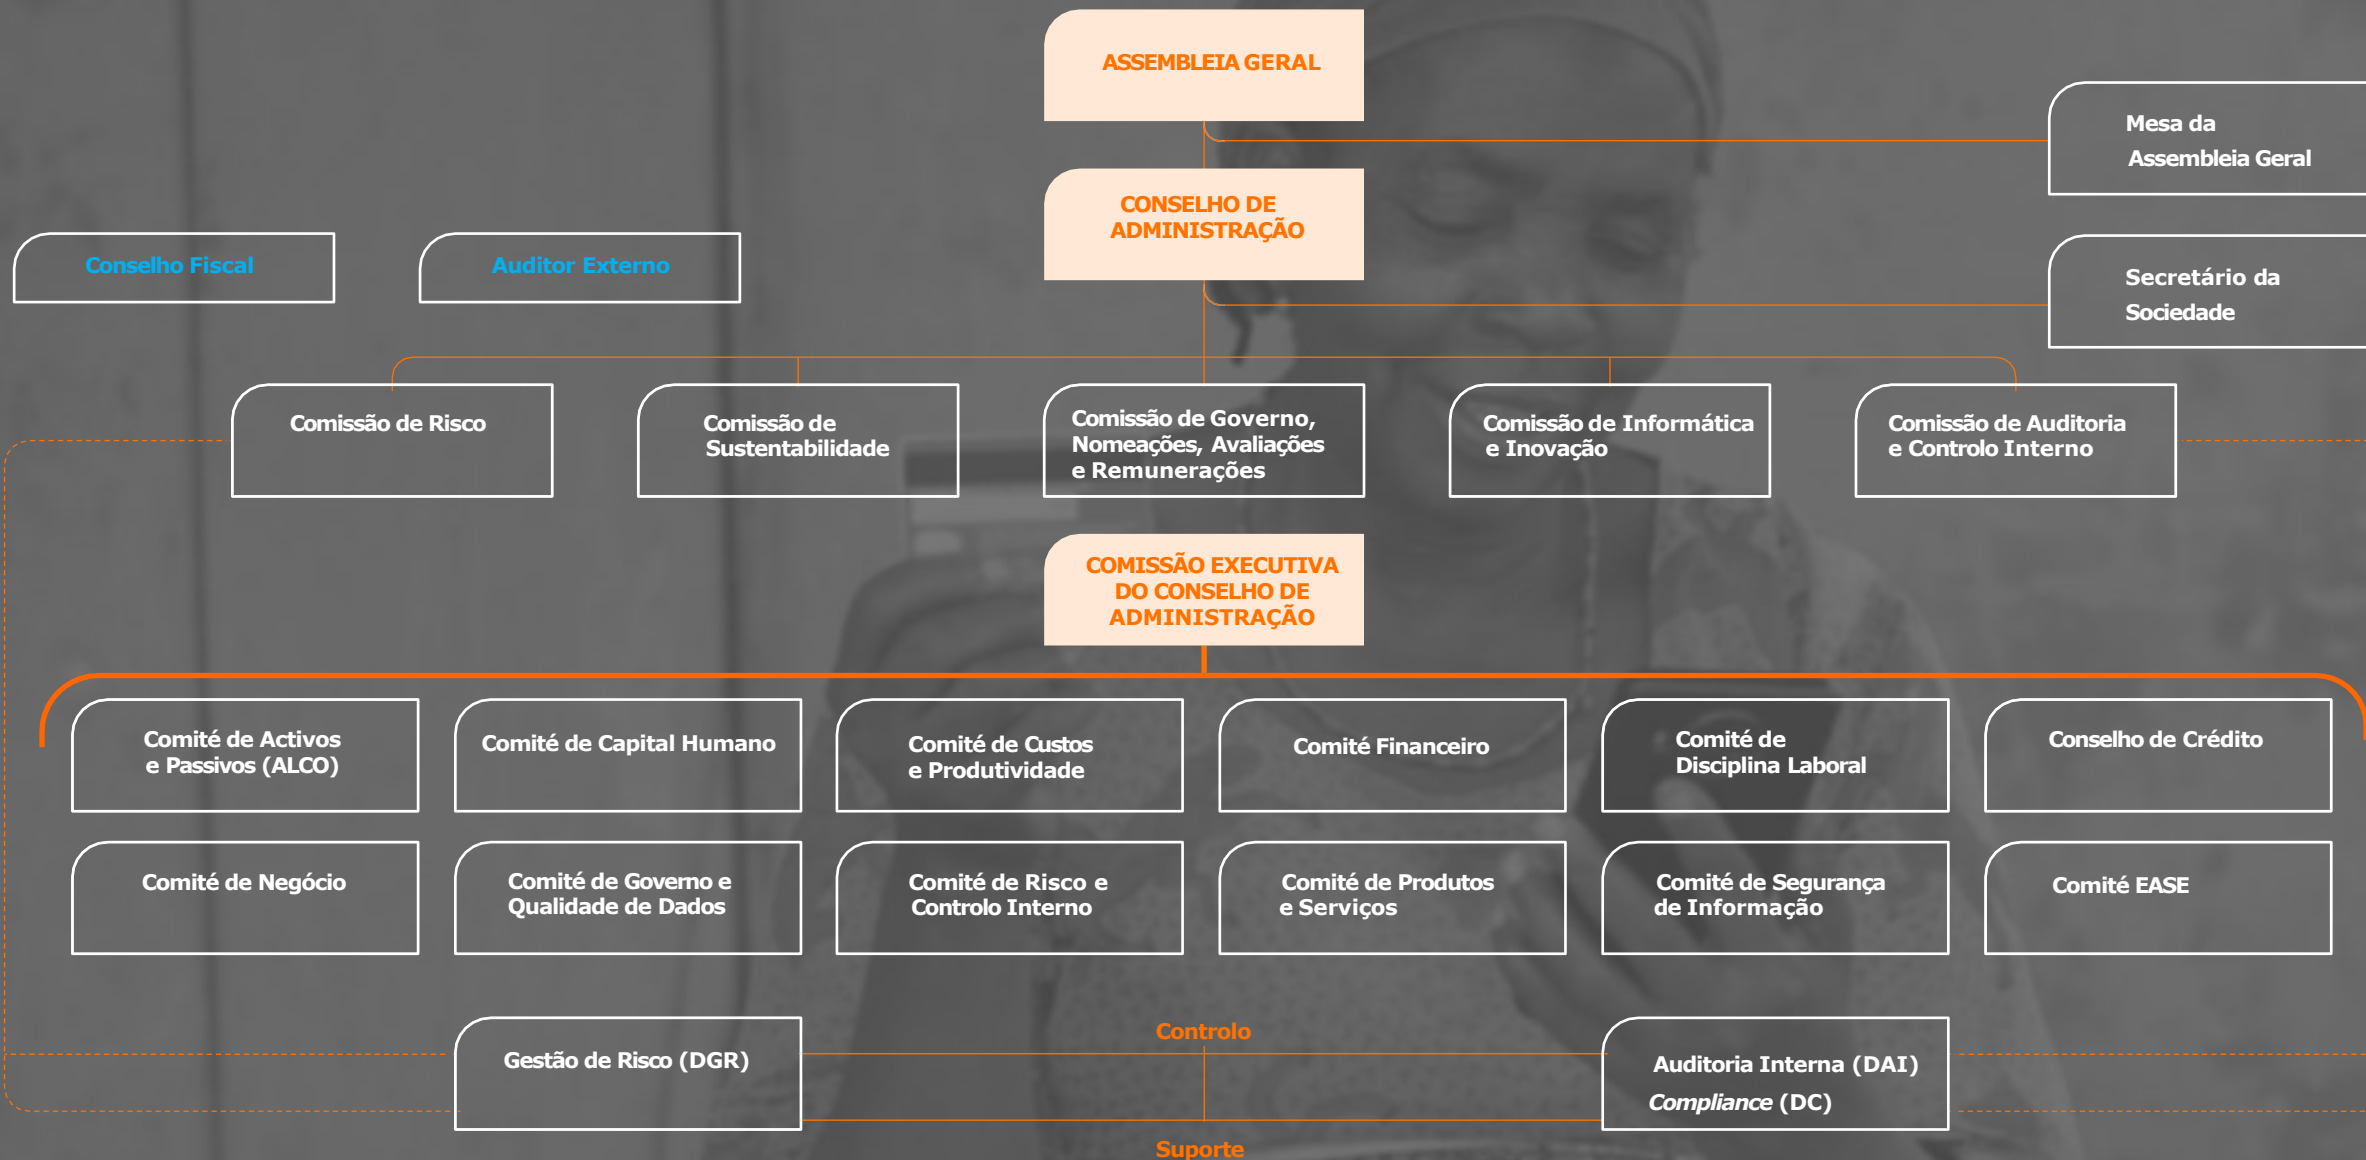 ASSEMBLEIA GERAL
Mesa da
Assembleia Geral
CONSELHO DE
ADMINISTRAÇÃO
Conselho Fiscal
Auditor Externo
Secretário da
Sociedade
Comissão de Risco
Comissão de
Sustentabilidade
Comissão de Governo,
Nomeações, Avaliações
e Remunerações
Comissão de Informática
e Inovação
Comissão de Auditoria
e Controlo Interno
COMISSÃO EXECUTIVA
DO CONSELHO DE
ADMINISTRAÇÃO
Comité de Activos
e Passivos (ALCO)
Comité de Capital Humano
Comité de Custos
e Produtividade
Comité Financeiro
Comité de
Disciplina Laboral
Conselho de Crédito
Comité de Negócio
Comité de Governo e
Qualidade de Dados
Comité de Risco e
Controlo Interno
Comité de Produtos
e Serviços
Comité de Segurança
de Informação
Comité EASE
Controlo
Gestão de Risco (DGR)
Auditoria Interna (DAI)
Compliance (DC)
Suporte